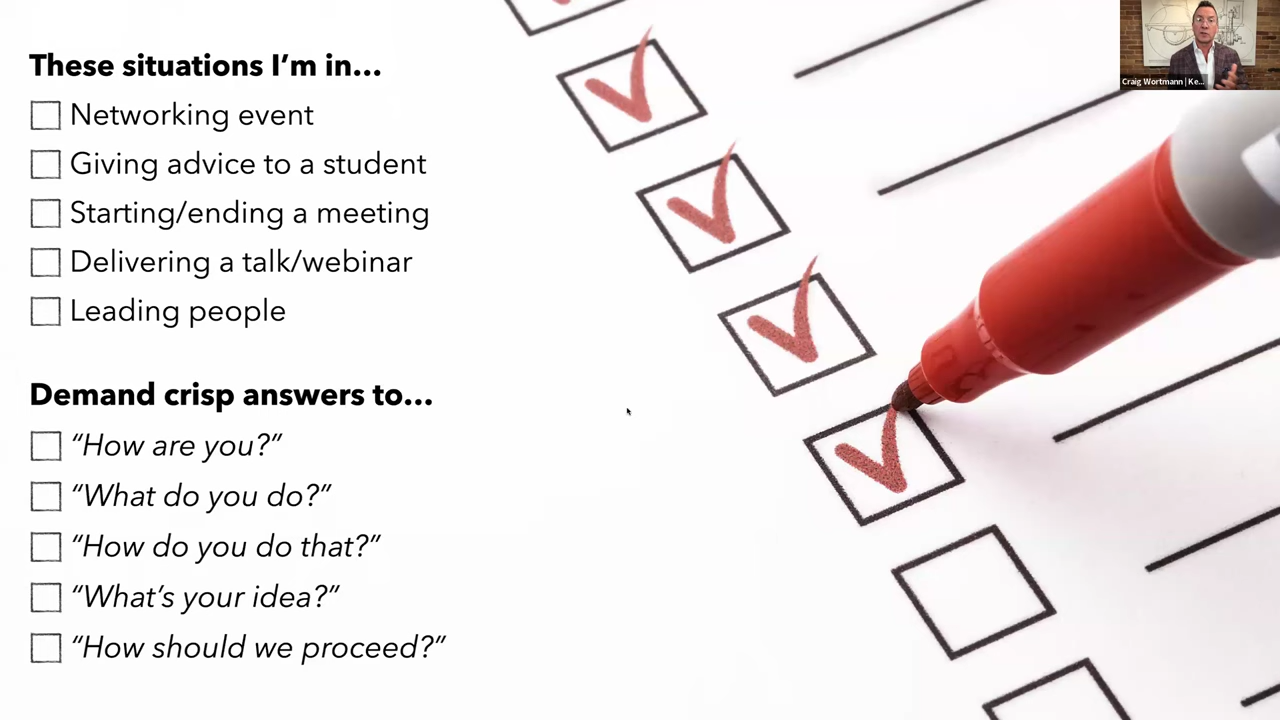 These situations I'm in...
Networking event
Giving advice to a student
Starting/ending a meeting
Delivering a talk/webinar
Leading people
Demand crisp answers to...
“How are you?”
“What do you do?”
“How do you do that?”
“What's your idea?”
“How should we proceed?”
Craig Wortmann | Ke...